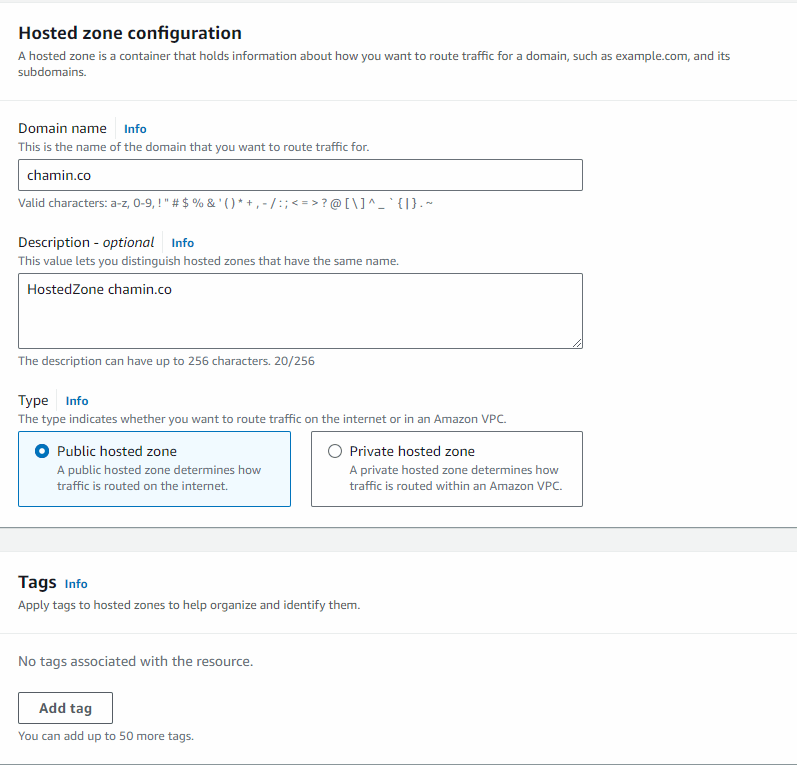 Hosted zone configuration
A hosted zone is a container that holds information about how you want to route traffic for a domain, such as example.com, and its
subdomains.
Domain name Info
This is the name of the domain that you want to route traffic for.
chamin.co
Valid characters: a-z, 0-9, ! " # $ % & ' ( ) * + , - / : ; < = > ? @ [ \ ] ^ _ ` { | } . ~
Description - optional Info
This value lets you distinguish hosted zones that have the same name.
HostedZone chamin.co
The description can have up to 256 characters. 20/256
Type Info
The type indicates whether you want to route traffic on the internet or in an Amazon VPC.
Public hosted zone
A public hosted zone determines how
traffic is routed on the internet.
Private hosted zone
A private hosted zone determines how
traffic is routed within an Amazon VPC.
Tags Info
Apply tags to hosted zones to help organize and identify them.
No tags associated with the resource.
Add tag
You can add up to 50 more tags.